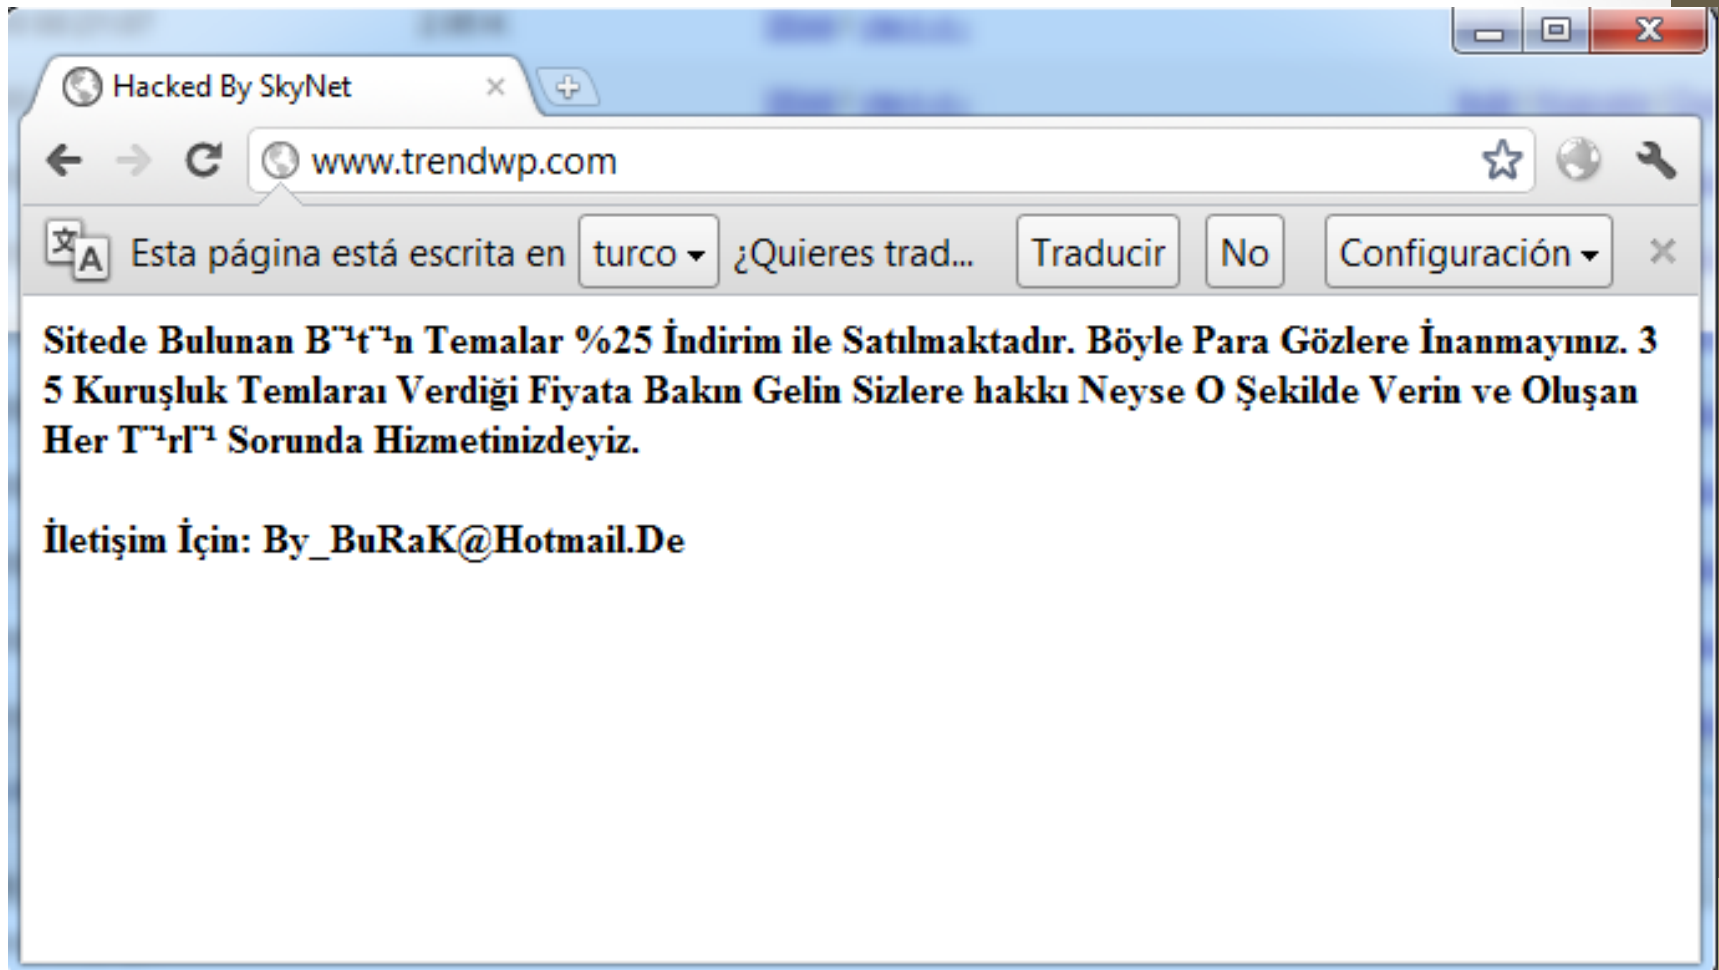 Hacked By SkyNet
www.trendwp.com
Esta página está escrita en turco ¿Quieres trad... Traducir No Configuración
Sitede Bulunan B¨¹t¨¹n Temalar %25 İndirim ile Satılmaktadır. Böyle Para Gözlere İnanmayınız. 3
5 Kuruşluk Temlaraı Verdiği Fiyata Bakın Gelin Sizlere hakkı Neyse O Şekilde Verin ve Oluşan
Her T¨¹rl¨¹ Sorunda Hizmetinizdeyiz.
İletişim İçin: By_BuRaK@Hotmail.De